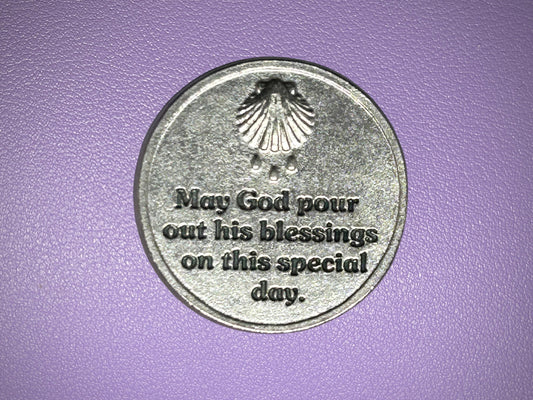 May God pour
out his blessings
on this special
day.